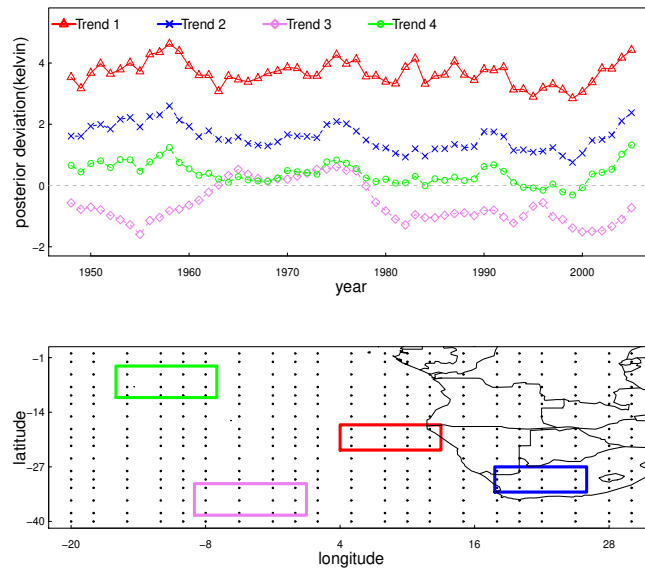 Trend 1 Trend 2 Trend 3 Trend 4
posterior deviation(kelvin)
4
2
0
−2
1950 1960 1970 1980 1990 2000
year
latitude
−1
−14
−27
−40
−20 −8 4 16 28
longitude